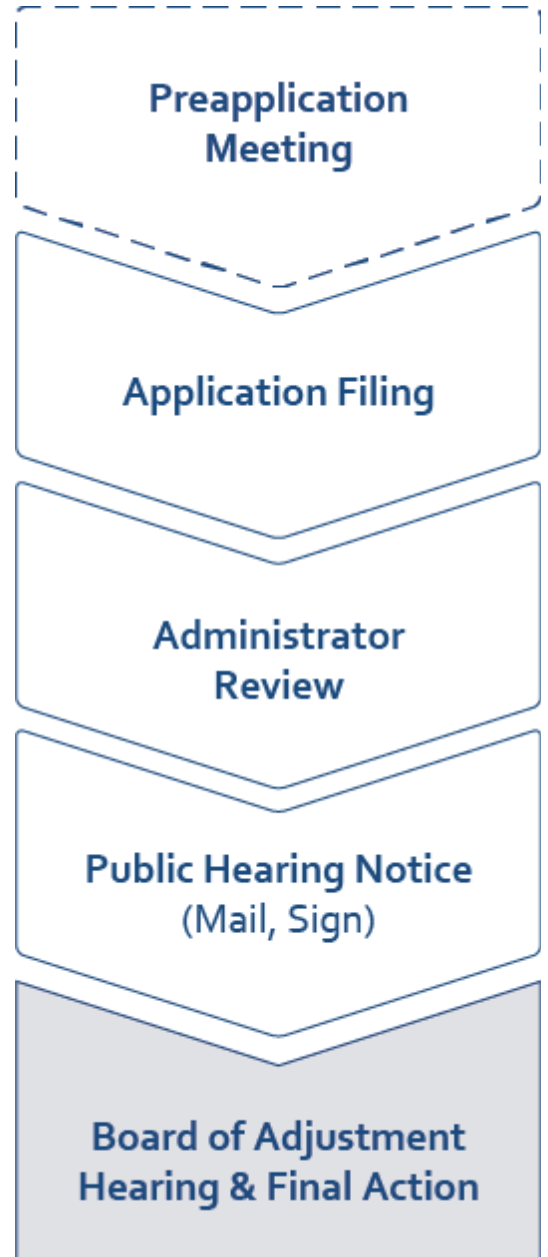 Preapplication
Meeting
Application Filing
Administrator
Review
Public Hearing Notice
(Mail, Sign)
Board of Adjustment
Hearing & Final Action